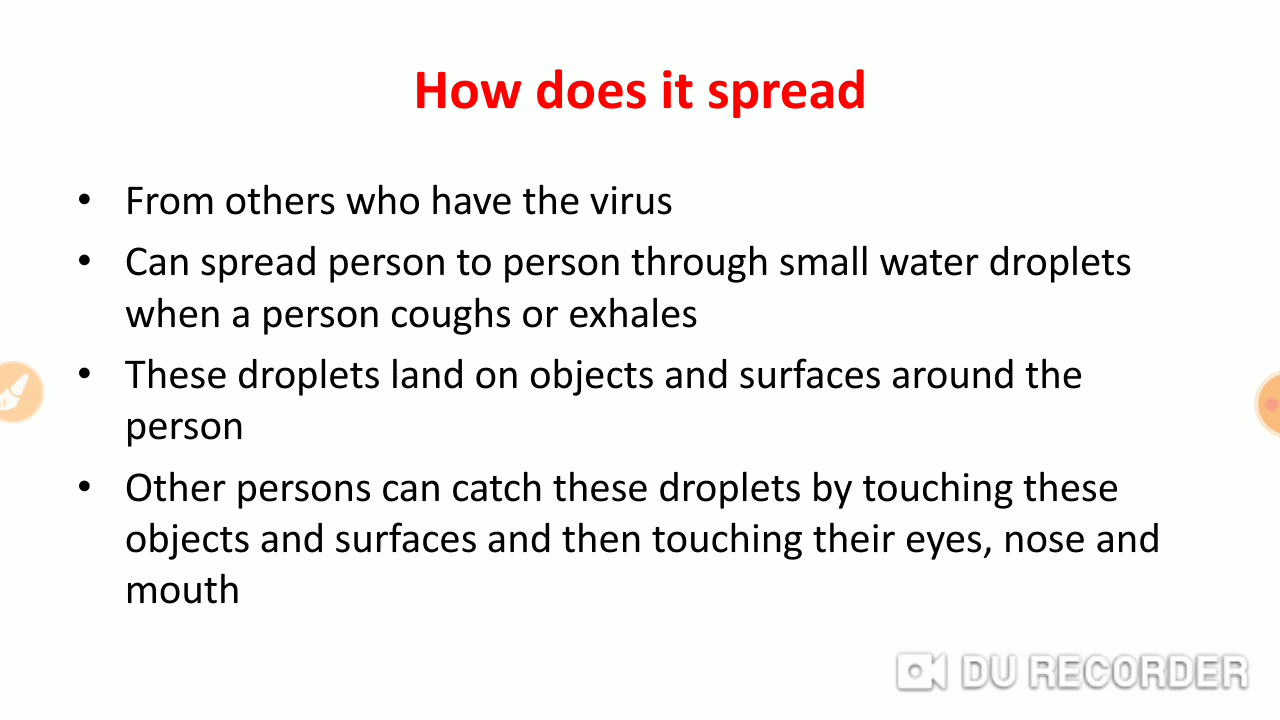 How does it spread
• From others who have the virus
• Can spread person to person through small water droplets
when a person coughs or exhales
• These droplets land on objects and surfaces around the
person
• Other persons can catch these droplets by touching these
objects and surfaces and then touching their eyes, nose and
mouth
DU RECORDER